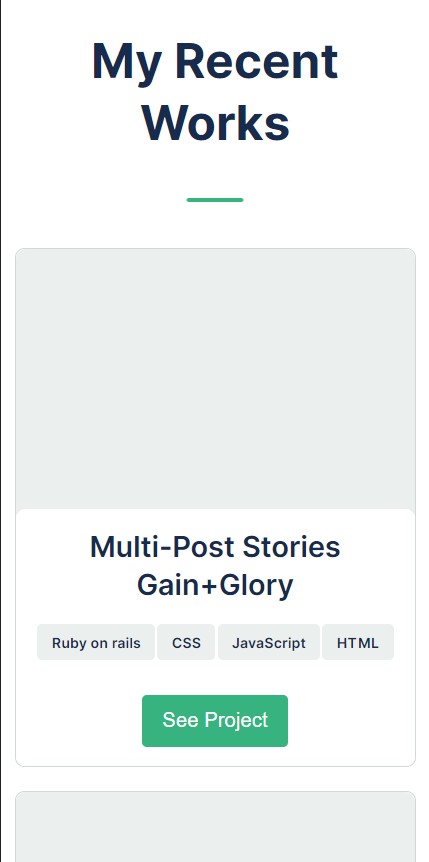 My Recent
Works
Multi-Post Stories
Gain+Glory
Ruby on rails CSS JavaScript HTML
See Project